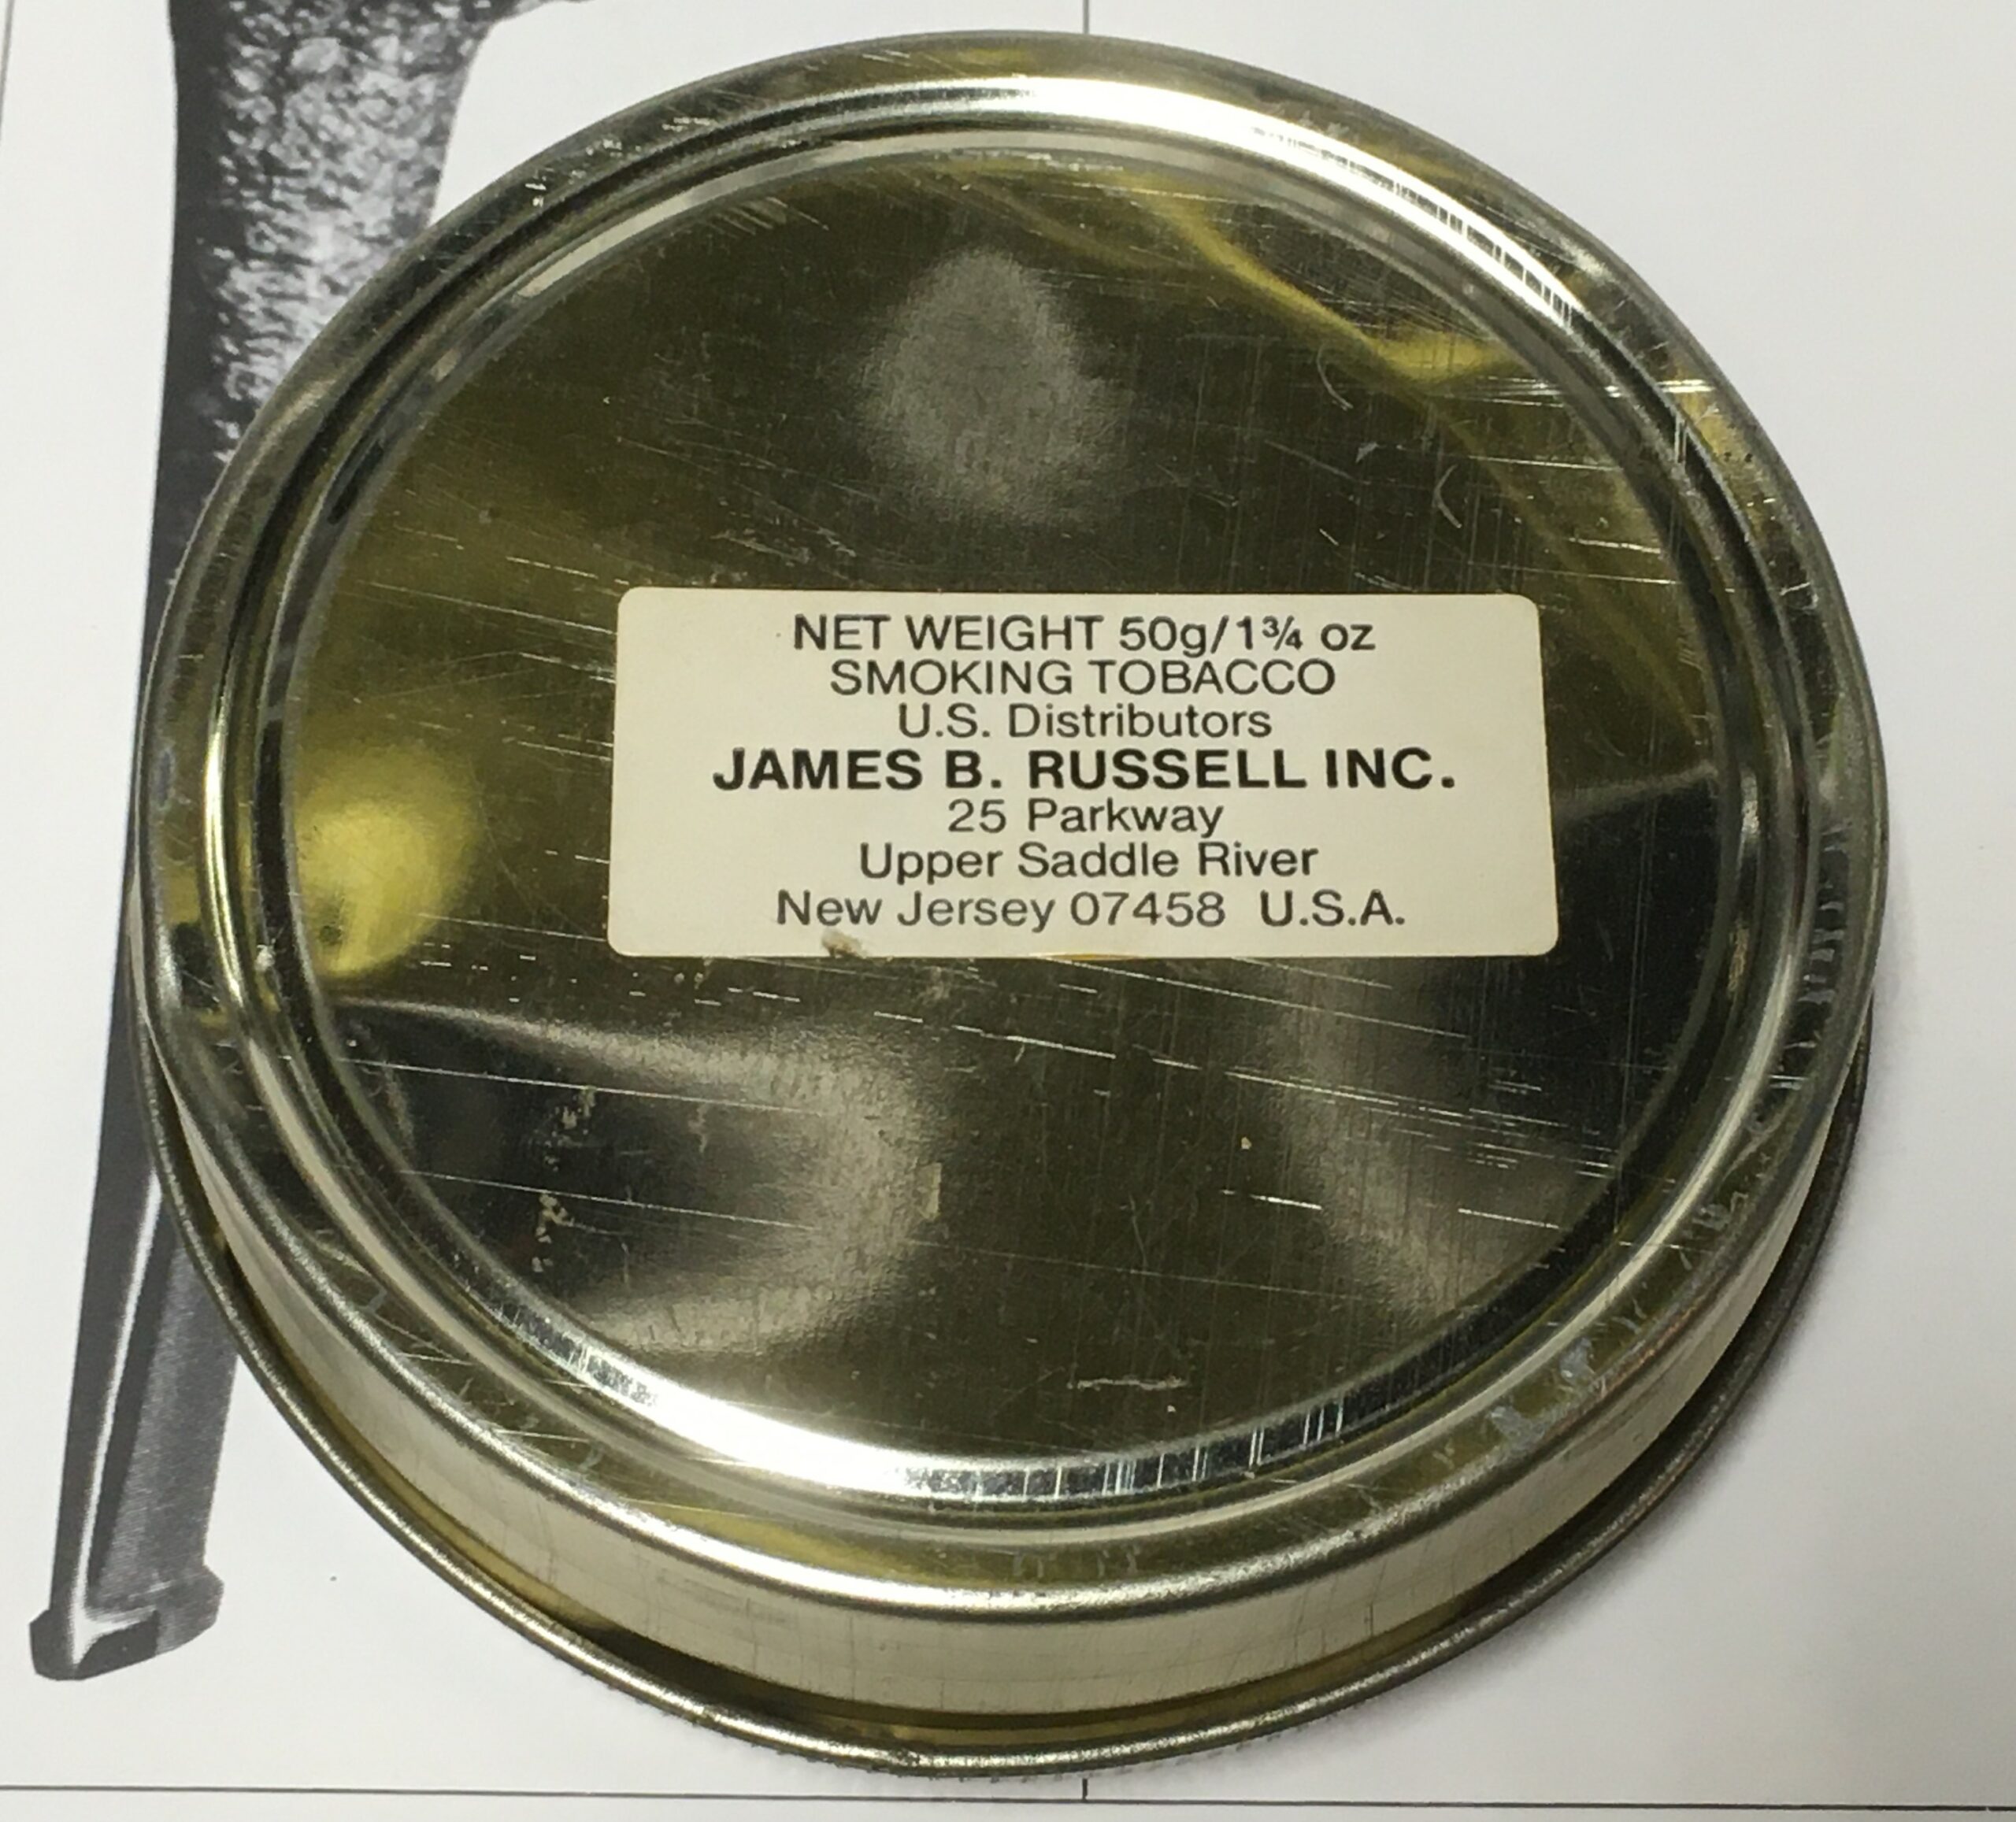 NET WEIGHT 50g/1¾ oz
SMOKING TOBACCO
U.S. Distributors
JAMES B. RUSSELL INC.
25 Parkway
Upper Saddle River
New Jersey 07458 U.S.A.